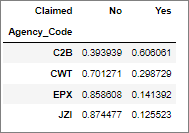 Claimed No Yes
Agency_Code
C2B 0.393939 0.606061
CWT 0.701271 0.298729
EPX 0.858608 0.141392
JZI 0.874477 0.125523